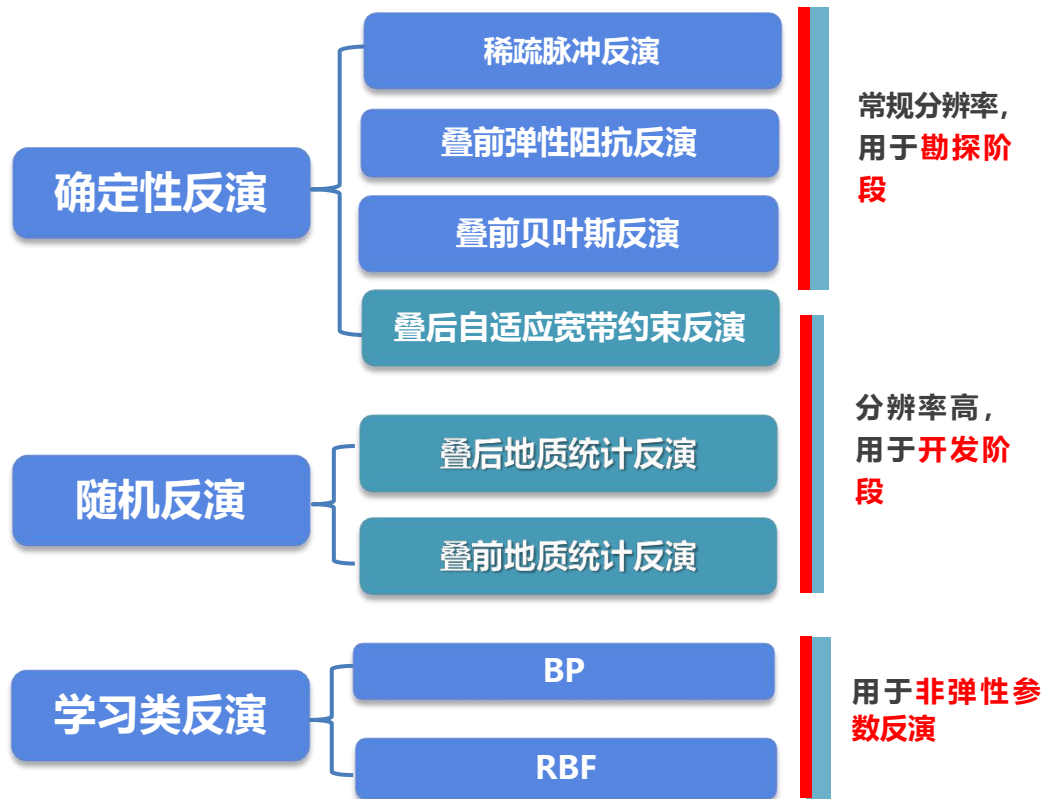 确定性反演
稀疏脉冲反演
叠前弹性阻抗反演
叠前贝叶斯反演
叠后自适应宽带约束反演
常规分辨率，
用于勘探阶
段
随机反演
叠后地质统计反演
叠前地质统计反演
分辨率高，
用于开发阶
段
学习类反演
BP
RBF
用于非弹性参
数反演